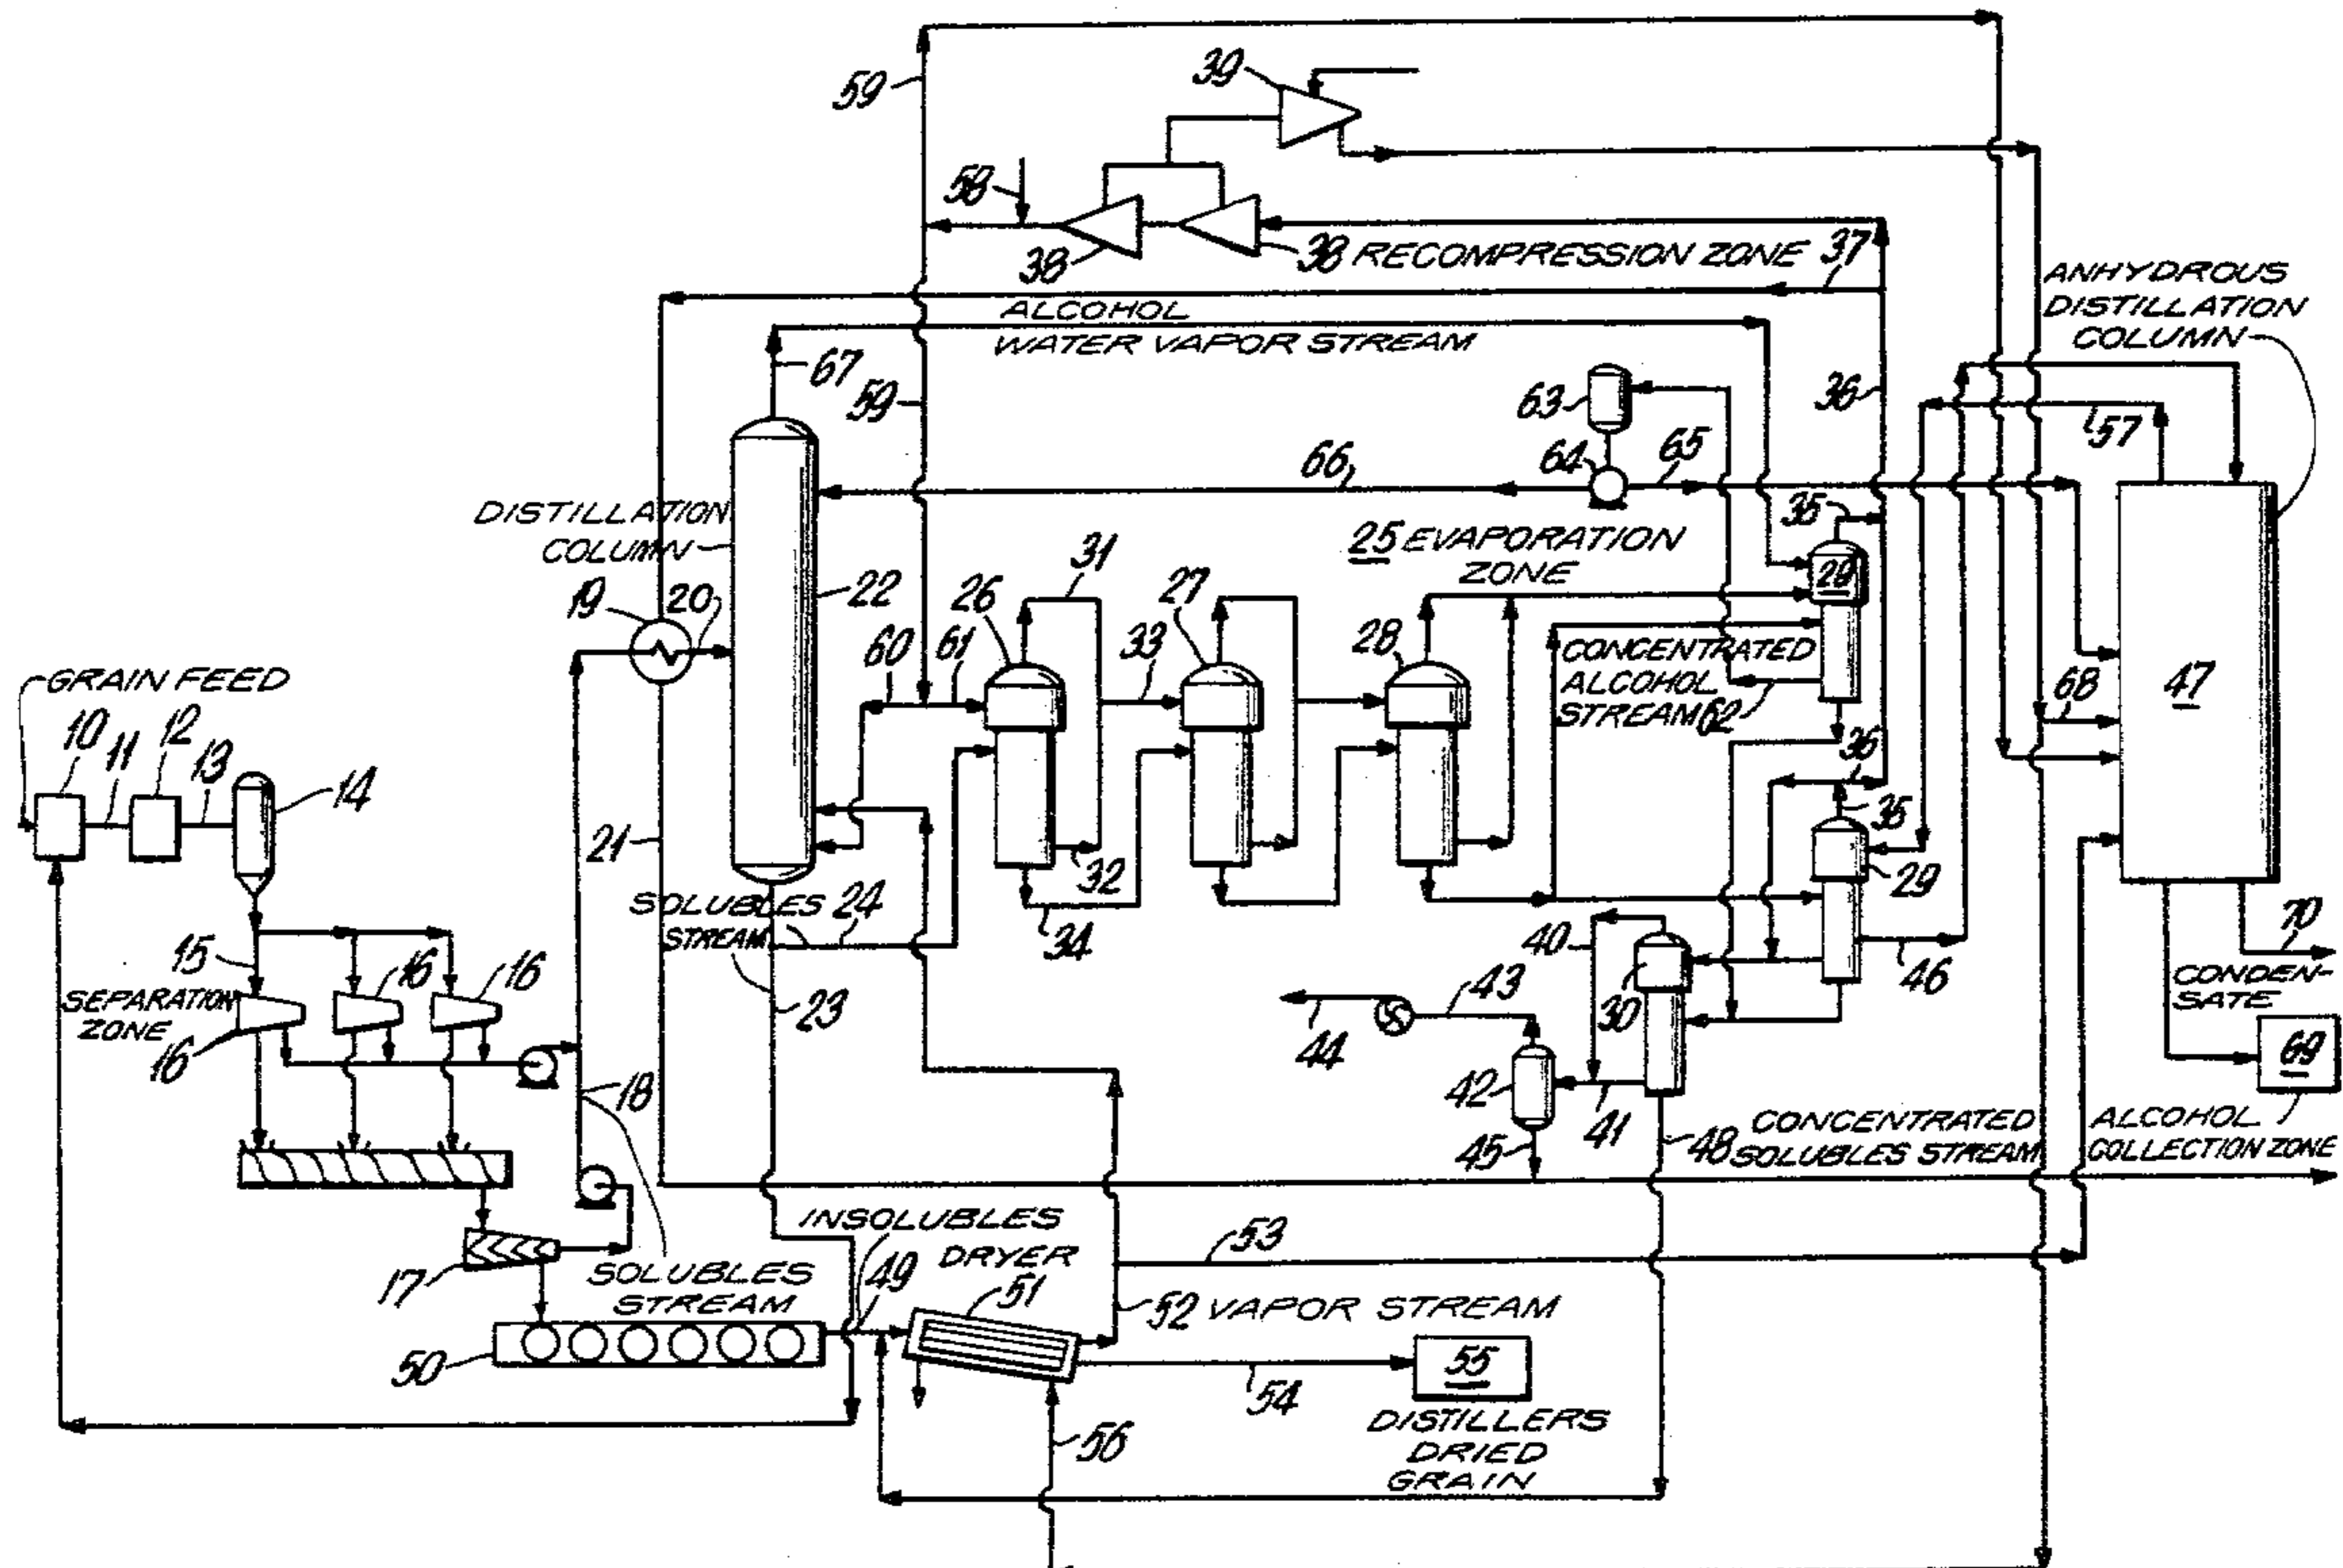 39
59
58
38
38 RECOMPRESSION ZONE
37
ANHYDROUS
DISTILLATION
COLUMN
ALCOHOL
WATER VAPOR STREAM
67
59
63
36
57
66
64
65
DISTILLATION
COLUMN
25 EVAPORATION
ZONE
35
29
31
19
20
22
26
27
28
60
61
33
CONCENTRATED
ALCOHOL
STREAM 62
47
68
GRAIN FEED
10
11
12
13
14
36
35
29
21
32
SOLUBLES
STREAM
24
34
40
46
70
CONDEN-
SATE
15
16
16
SEPARATION
ZONE
16
23
43
44
30
42
41
69
18
45
48
CONCENTRATED
SOLUBLES STREAM
ALCOHOL
COLLECTION ZONE
INSOLUBLES
DRYER
53
17
SOLUBLES
STREAM
49
51
52 VAPOR STREAM
50
54
55
56
DISTILLERS
DRIED
GRAIN